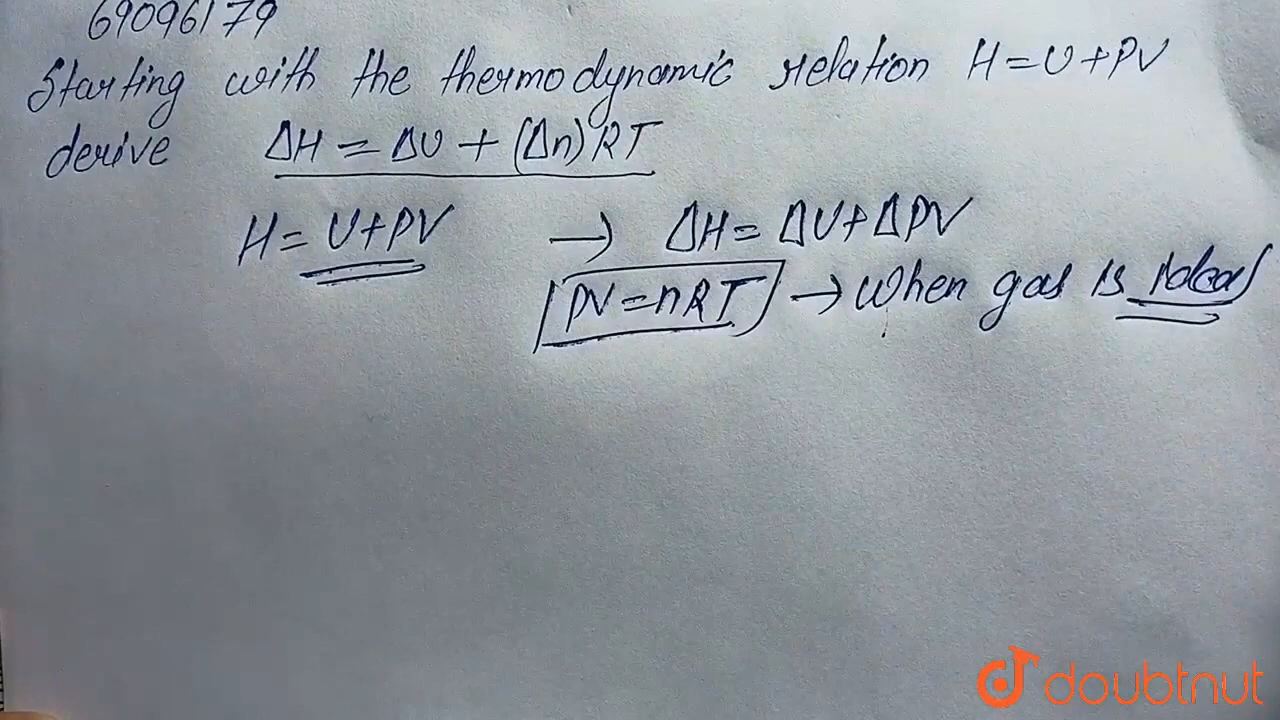 69096179
Starting with the thermodynamic relation H = U + PV
derive ΔH = ΔU + (Δn) RT
H = U + PV → ΔH = ΔU + ΔPV
PV = nRT → When gas is ideal
doubtnut